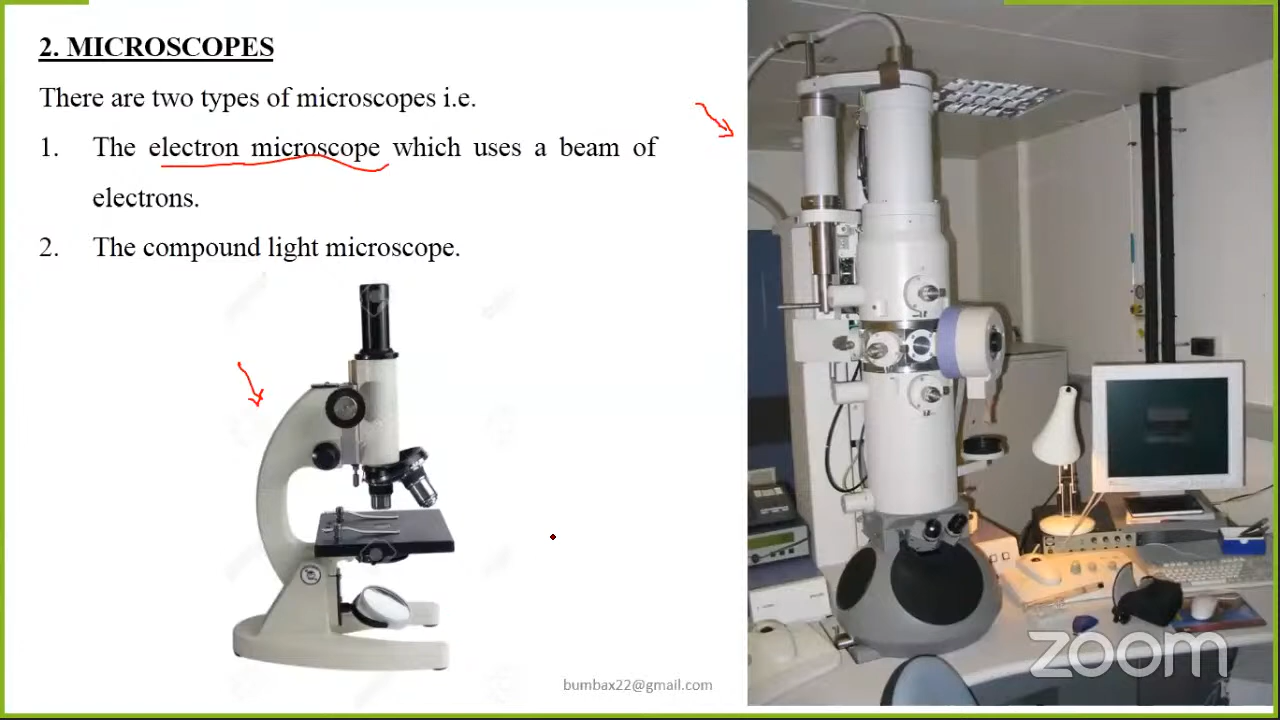 2. MICROSCOPES
There are two types of microscopes i.e.
1. The electron microscope which uses a beam of
electrons.
2. The compound light microscope.
bumbax22@gmail.com
zoom